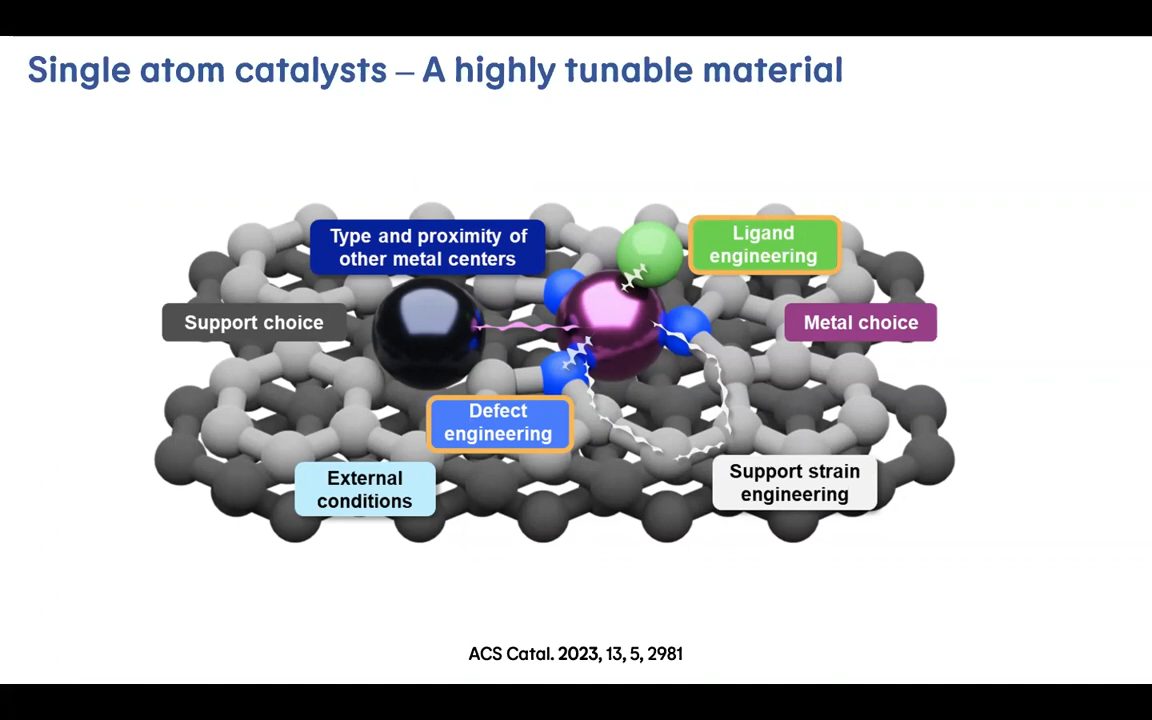 Single atom catalysts – A highly tunable material
Type and proximity of
other metal centers
Ligand
engineering
Support choice
Metal choice
Defect
engineering
External
conditions
Support strain
engineering
ACS Catal. 2023, 13, 5, 2981